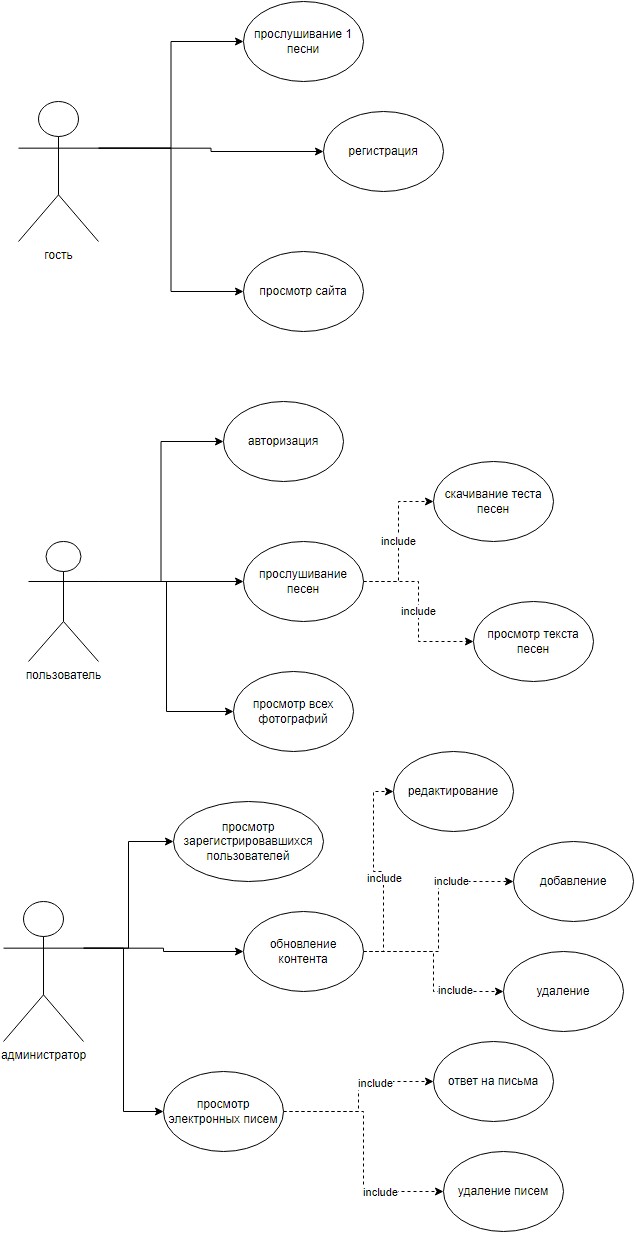 прослушивание 1
песни
регистрация
гость
просмотр сайта
авторизация
скачивание теста
песен
include
прослушивание
песен
include
просмотр текста
песен
пользователь
просмотр всех
фотографий
редактирование
просмотр
зарегистрировавшихся
пользователей
include
include
добавление
обновление
контента
include
удаление
администратор
просмотр
электронных писем
include
ответ на письма
include
удаление писем